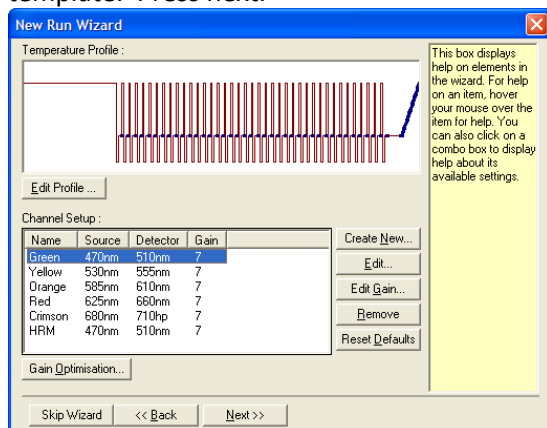 template. Press next.
New Run Wizard
Temperature Profile :
This box displays
help on elements in
the wizard. For help
on an item, hover
your mouse over the
item for help. You
can also click on a
combo box to display
help about its
available settings.
Edit Profile ...
Channel Setup :
Name Source Detector Gain
Green 470nm 510nm 7
Yellow 530nm 555nm 7
Orange 585nm 610nm 7
Red 625nm 660nm 7
Crimson 680nm 710hp 7
HRM 470nm 510nm 7
Create New...
Edit...
Edit Gain...
Remove
Reset Defaults
Gain Optimisation...
Skip Wizard
<< Back
Next >>